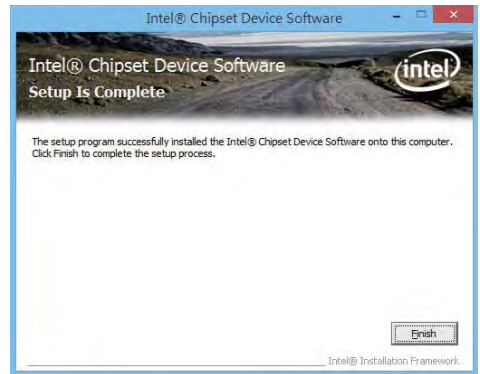 Intel® Chipset Device Software
Intel® Chipset Device Software
Setup Is Complete
intel
The setup program successfully installed the Intel® Chipset Device Software onto this computer.
Click Finish to complete the setup process.
Finish
Intel® Installation Framework